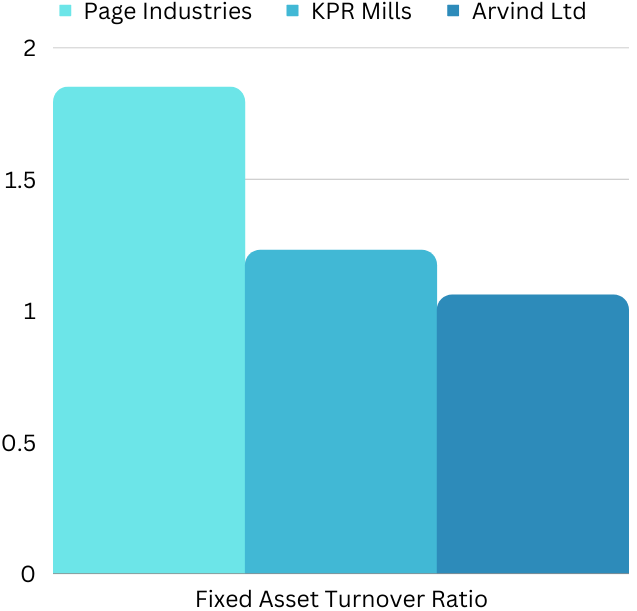 Page Industries KPR Mills Arvind Ltd
2
1.5
1
0.5
0
Fixed Asset Turnover Ratio